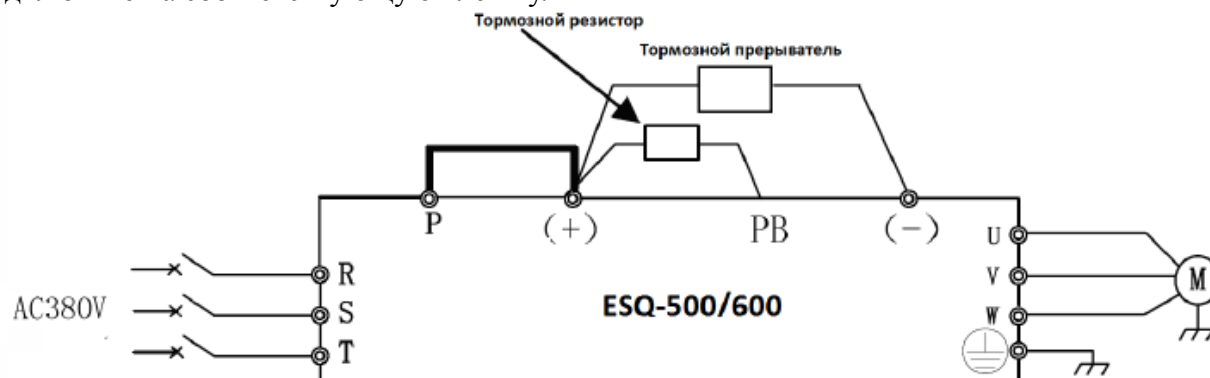 Тормозной резистор
Тормозной прерыватель
P
(+)
PB
(-)
U
R
V
M
AC380V
S
ESQ-500/600
W
T